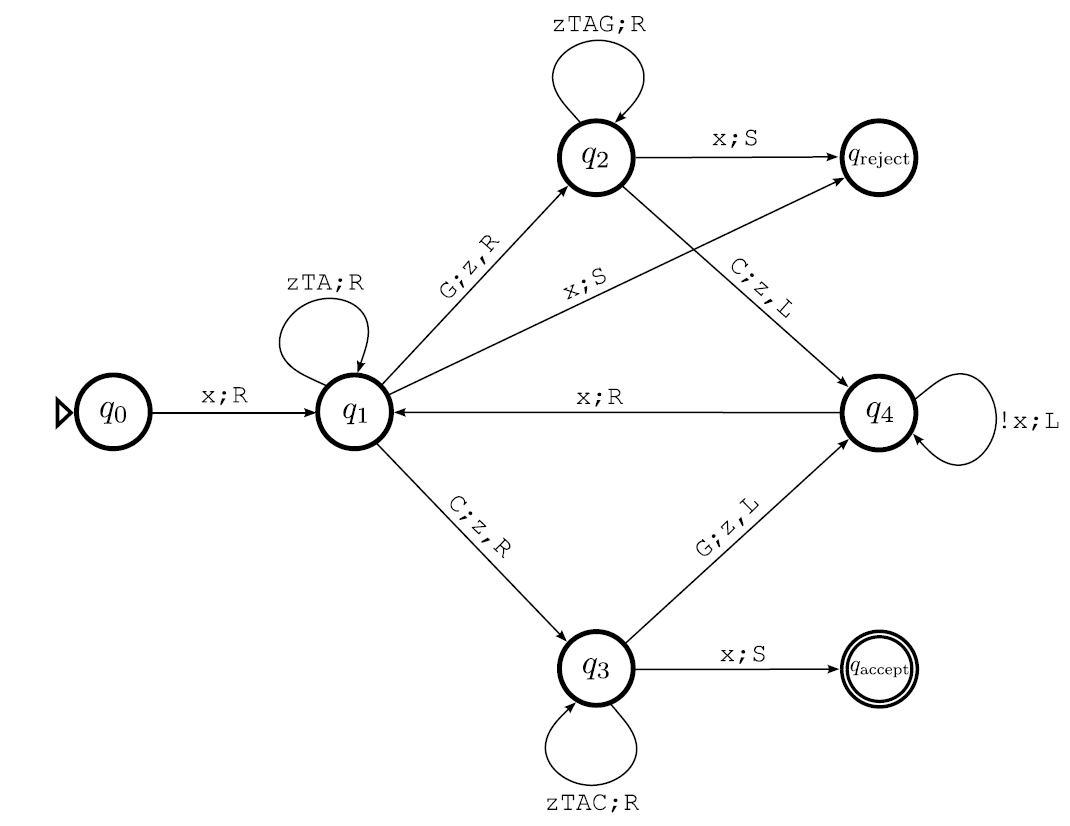 zTAG;R
q2
x;S
qreject
G;z,R
x;S
C;z,L
zTA;R
q0
x;R
q1
x;R
q4
!x;L
C;z,R
G;z,L
q3
x;S
qaccept
zTAC;R